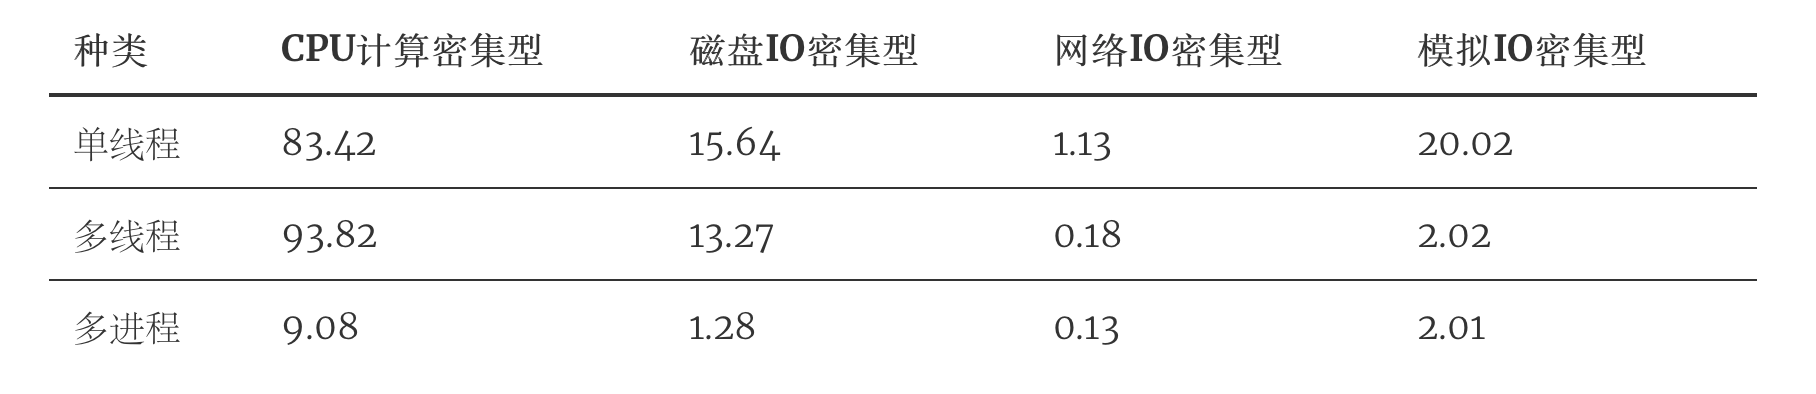 种类 CPU计算密集型 磁盘IO密集型 网络IO密集型 模拟IO密集型
单线程 83.42 15.64 1.13 20.02
多线程 93.82 13.27 0.18 2.02
多进程 9.08 1.28 0.13 2.01